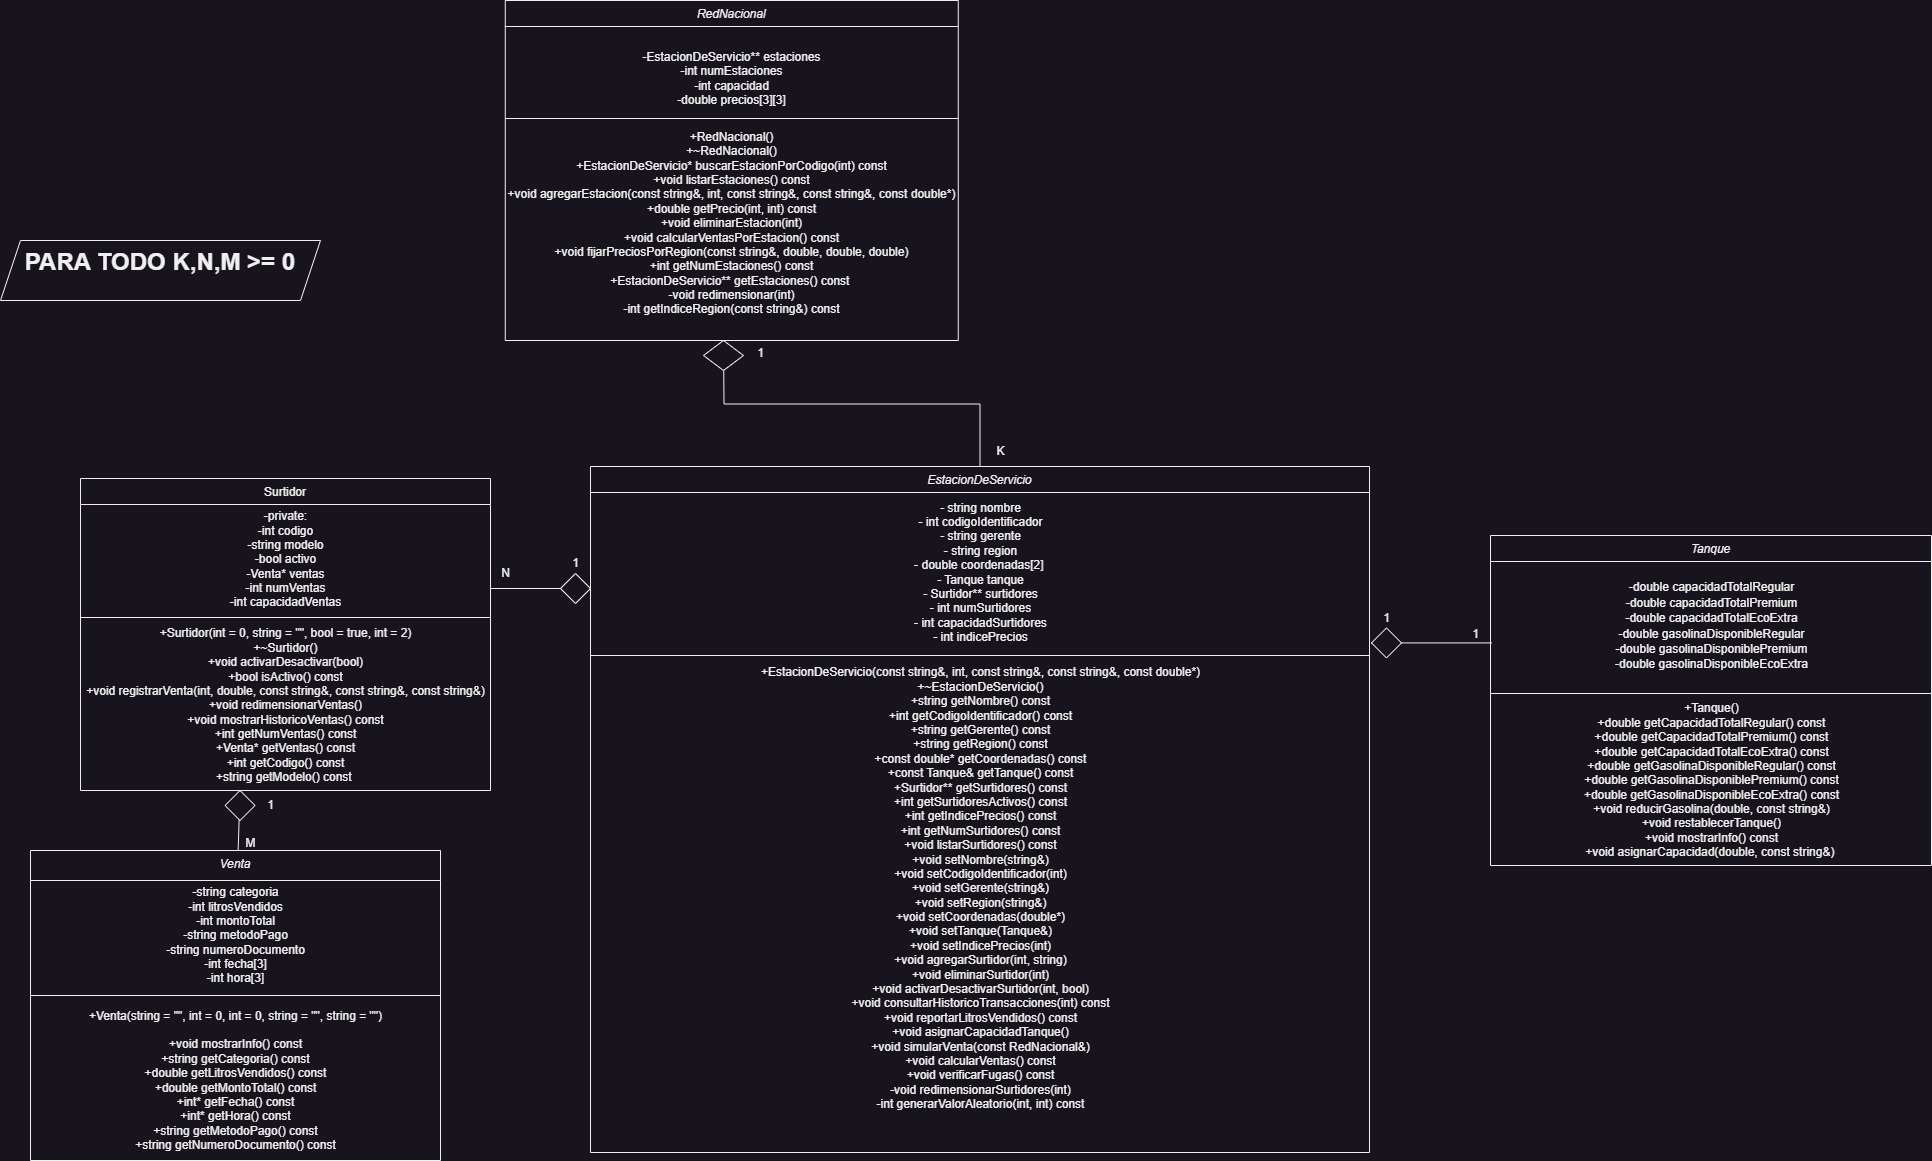 RedNacional
-EstacionDeServicio** estaciones
-int numEstaciones
-int capacidad
-double precios[3][3]
+RedNacional()
+~RedNacional()
+EstacionDeServicio* buscarEstacionPorCodigo(int) const
+void listarEstaciones() const
+void agregarEstacion(const string&, int, const string&, const string&, const double*)
+double getPrecio(int, int) const
+void eliminarEstacion(int)
+void calcularVentasPorEstacion() const
+void fijarPreciosPorRegion(const string&, double, double, double)
+int getNumEstaciones() const
+EstacionDeServicio** getEstaciones() const
-void redimensionar(int)
-int getIndiceRegion(const string&) const
PARA TODO K,N,M >= 0
1
K
Surtidor
-private:
-int codigo
-string modelo
-bool activo
-Venta* ventas
-int numVentas
-int capacidadVentas
+Surtidor(int = 0, string = "", bool = true, int = 2)
+~Surtidor()
+void activarDesactivar(bool)
+bool isActivo() const
+void registrarVenta(int, double, const string&, const string&, const string&)
+void redimensionarVentas()
+void mostrarHistoricoVentas() const
+int getNumVentas() const
+Venta* getVentas() const
+int getCodigo() const
+string getModelo() const
N
1
1
M
Venta
-string categoria
-int litrosVendidos
-int montoTotal
-string metodoPago
-string numeroDocumento
-int fecha[3]
-int hora[3]
+Venta(string = "", int = 0, int = 0, string = "", string = "")
+void mostrarInfo() const
+string getCategoria() const
+double getLitrosVendidos() const
+double getMontoTotal() const
+int* getFecha() const
+int* getHora() const
+string getMetodoPago() const
+string getNumeroDocumento() const
EstacionDeServicio
- string nombre
- int codigoIdentificador
- string gerente
- string region
- double coordenadas[2]
- Tanque tanque
- Surtidor** surtidores
- int numSurtidores
- int capacidadSurtidores
- int indicePrecios
+EstacionDeServicio(const string&, int, const string&, const string&, const double*)
+~EstacionDeServicio()
+string getNombre() const
+int getCodigoIdentificador() const
+string getGerente() const
+string getRegion() const
+const double* getCoordenadas() const
+const Tanque& getTanque() const
+Surtidor** getSurtidores() const
+int getSurtidoresActivos() const
+int getIndicePrecios() const
+int getNumSurtidores() const
+void listarSurtidores() const
+void setNombre(string&)
+void setCodigoIdentificador(int)
+void setGerente(string&)
+void setRegion(string&)
+void setCoordenadas(double*)
+void setTanque(Tanque&)
+void setIndicePrecios(int)
+void agregarSurtidor(int, string)
+void eliminarSurtidor(int)
+void activarDesactivarSurtidor(int, bool)
+void consultarHistoricoTransacciones(int) const
+void reportarLitrosVendidos() const
+void asignarCapacidadTanque()
+void simularVenta(const RedNacional&)
+void calcularVentas() const
+void verificarFugas() const
-void redimensionarSurtidores(int)
-int generarValorAleatorio(int, int) const
1
1
Tanque
-double capacidadTotalRegular
-double capacidadTotalPremium
-double capacidadTotalEcoExtra
-double gasolinaDisponibleRegular
-double gasolinaDisponiblePremium
-double gasolinaDisponibleEcoExtra
+Tanque()
+double getCapacidadTotalRegular() const
+double getCapacidadTotalPremium() const
+double getCapacidadTotalEcoExtra() const
+double getGasolinaDisponibleRegular() const
+double getGasolinaDisponiblePremium() const
+double getGasolinaDisponibleEcoExtra() const
+void reducirGasolina(double, const string&)
+void restablecerTanque()
+void mostrarInfo() const
+void asignarCapacidad(double, const string&)